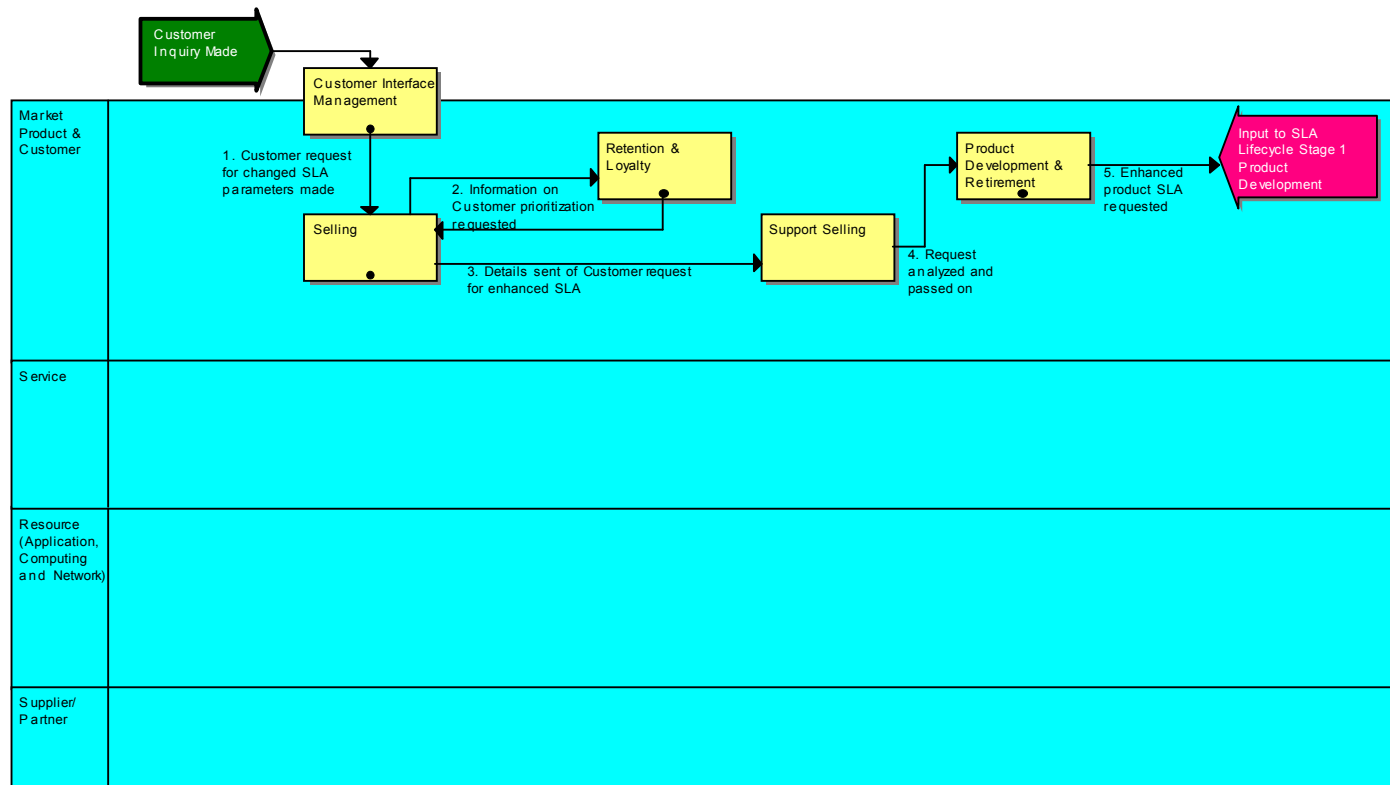 Customer
Inquiry Made
Customer Interface
Management
Market
Product &
Customer
1. Customer request
for changed SLA
parameters made
Retention &
Loyalty
2. Information on
Customer prioritization
requested
Selling
3. Details sent of Customer request
for enhanced SLA
Support Selling
4. Request
analyzed and
passed on
Product
Development &
Retirement
5. Enhanced
product SLA
requested
Input to SLA
Lifecycle Stage 1
Product
Development
Service
Resource
(Application,
Computing
and Network)
Supplier/
Partner